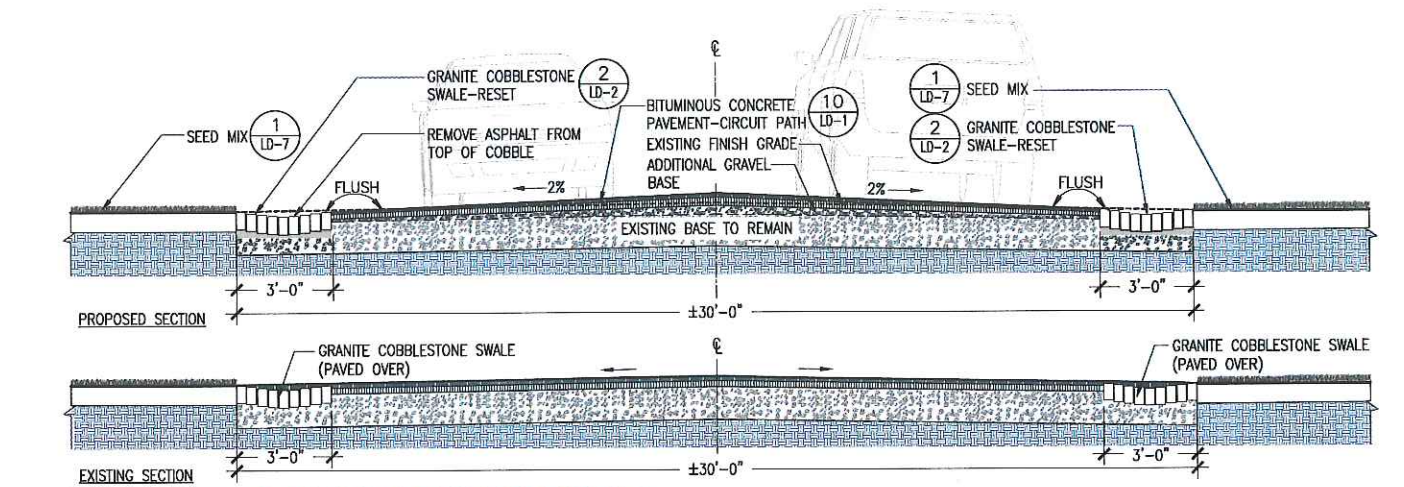 ℄
GRANITE COBBLESTONE
SWALE-RESET
2
LD-2
SEED MIX
1
LD-7
REMOVE ASPHALT FROM
TOP OF COBBLE
BITUMINOUS CONCRETE
PAVEMENT-CIRCUIT PATH
10
LD-1
EXISTING FINISH GRADE
ADDITIONAL GRAVEL
BASE
1
LD-7
SEED MIX
2
LD-2
GRANITE COBBLESTONE
SWALE-RESET
FLUSH
2%
2%
FLUSH
EXISTING BASE TO REMAIN
3'-0"
3'-0"
±30'-0"
PROPOSED SECTION
℄
GRANITE COBBLESTONE SWALE
(PAVED OVER)
GRANITE COBBLESTONE SWALE
(PAVED OVER)
3'-0"
3'-0"
±30'-0"
EXISTING SECTION